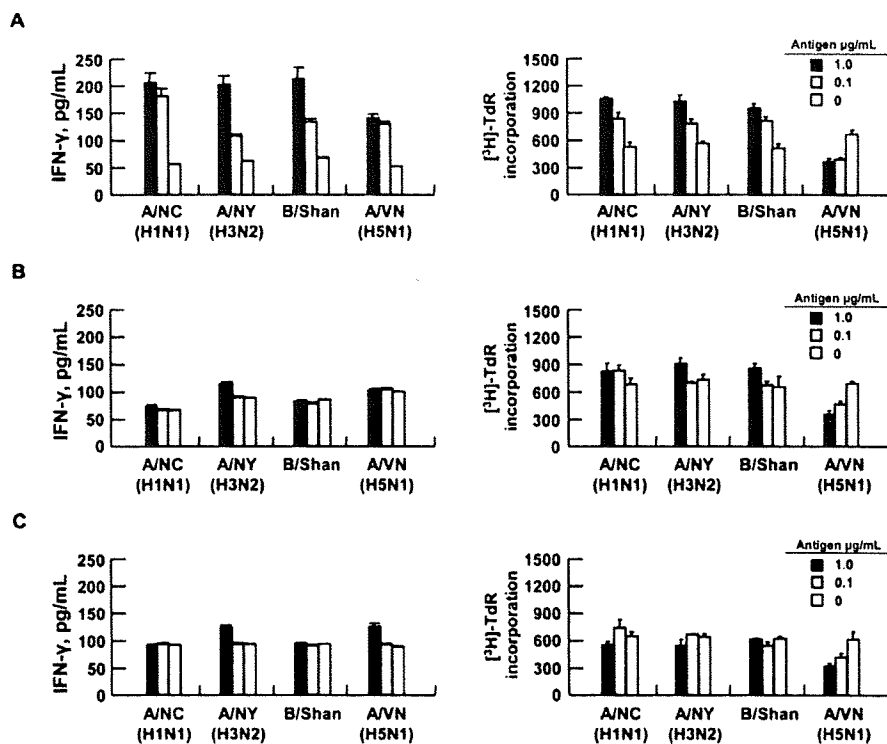 A
IFN-γ, pg/mL
250
200
150
100
50
0
A/NC
(H1N1)
A/NY
(H3N2)
B/Shan
A/VN
(H5N1)
[³H]-TdR
incorporation
1500
1200
900
600
300
0
A/NC
(H1N1)
A/NY
(H3N2)
B/Shan
A/VN
(H5N1)
Antigen µg/mL
1.0
0.1
0
B
IFN-γ, pg/mL
250
200
150
100
50
0
A/NC
(H1N1)
A/NY
(H3N2)
B/Shan
A/VN
(H5N1)
[³H]-TdR
incorporation
1500
1200
900
600
300
0
A/NC
(H1N1)
A/NY
(H3N2)
B/Shan
A/VN
(H5N1)
Antigen µg/mL
1.0
0.1
0
C
IFN-γ, pg/mL
250
200
150
100
50
0
A/NC
(H1N1)
A/NY
(H3N2)
B/Shan
A/VN
(H5N1)
[³H]-TdR
incorporation
1500
1200
900
600
300
0
A/NC
(H1N1)
A/NY
(H3N2)
B/Shan
A/VN
(H5N1)
Antigen µg/mL
1.0
0.1
0